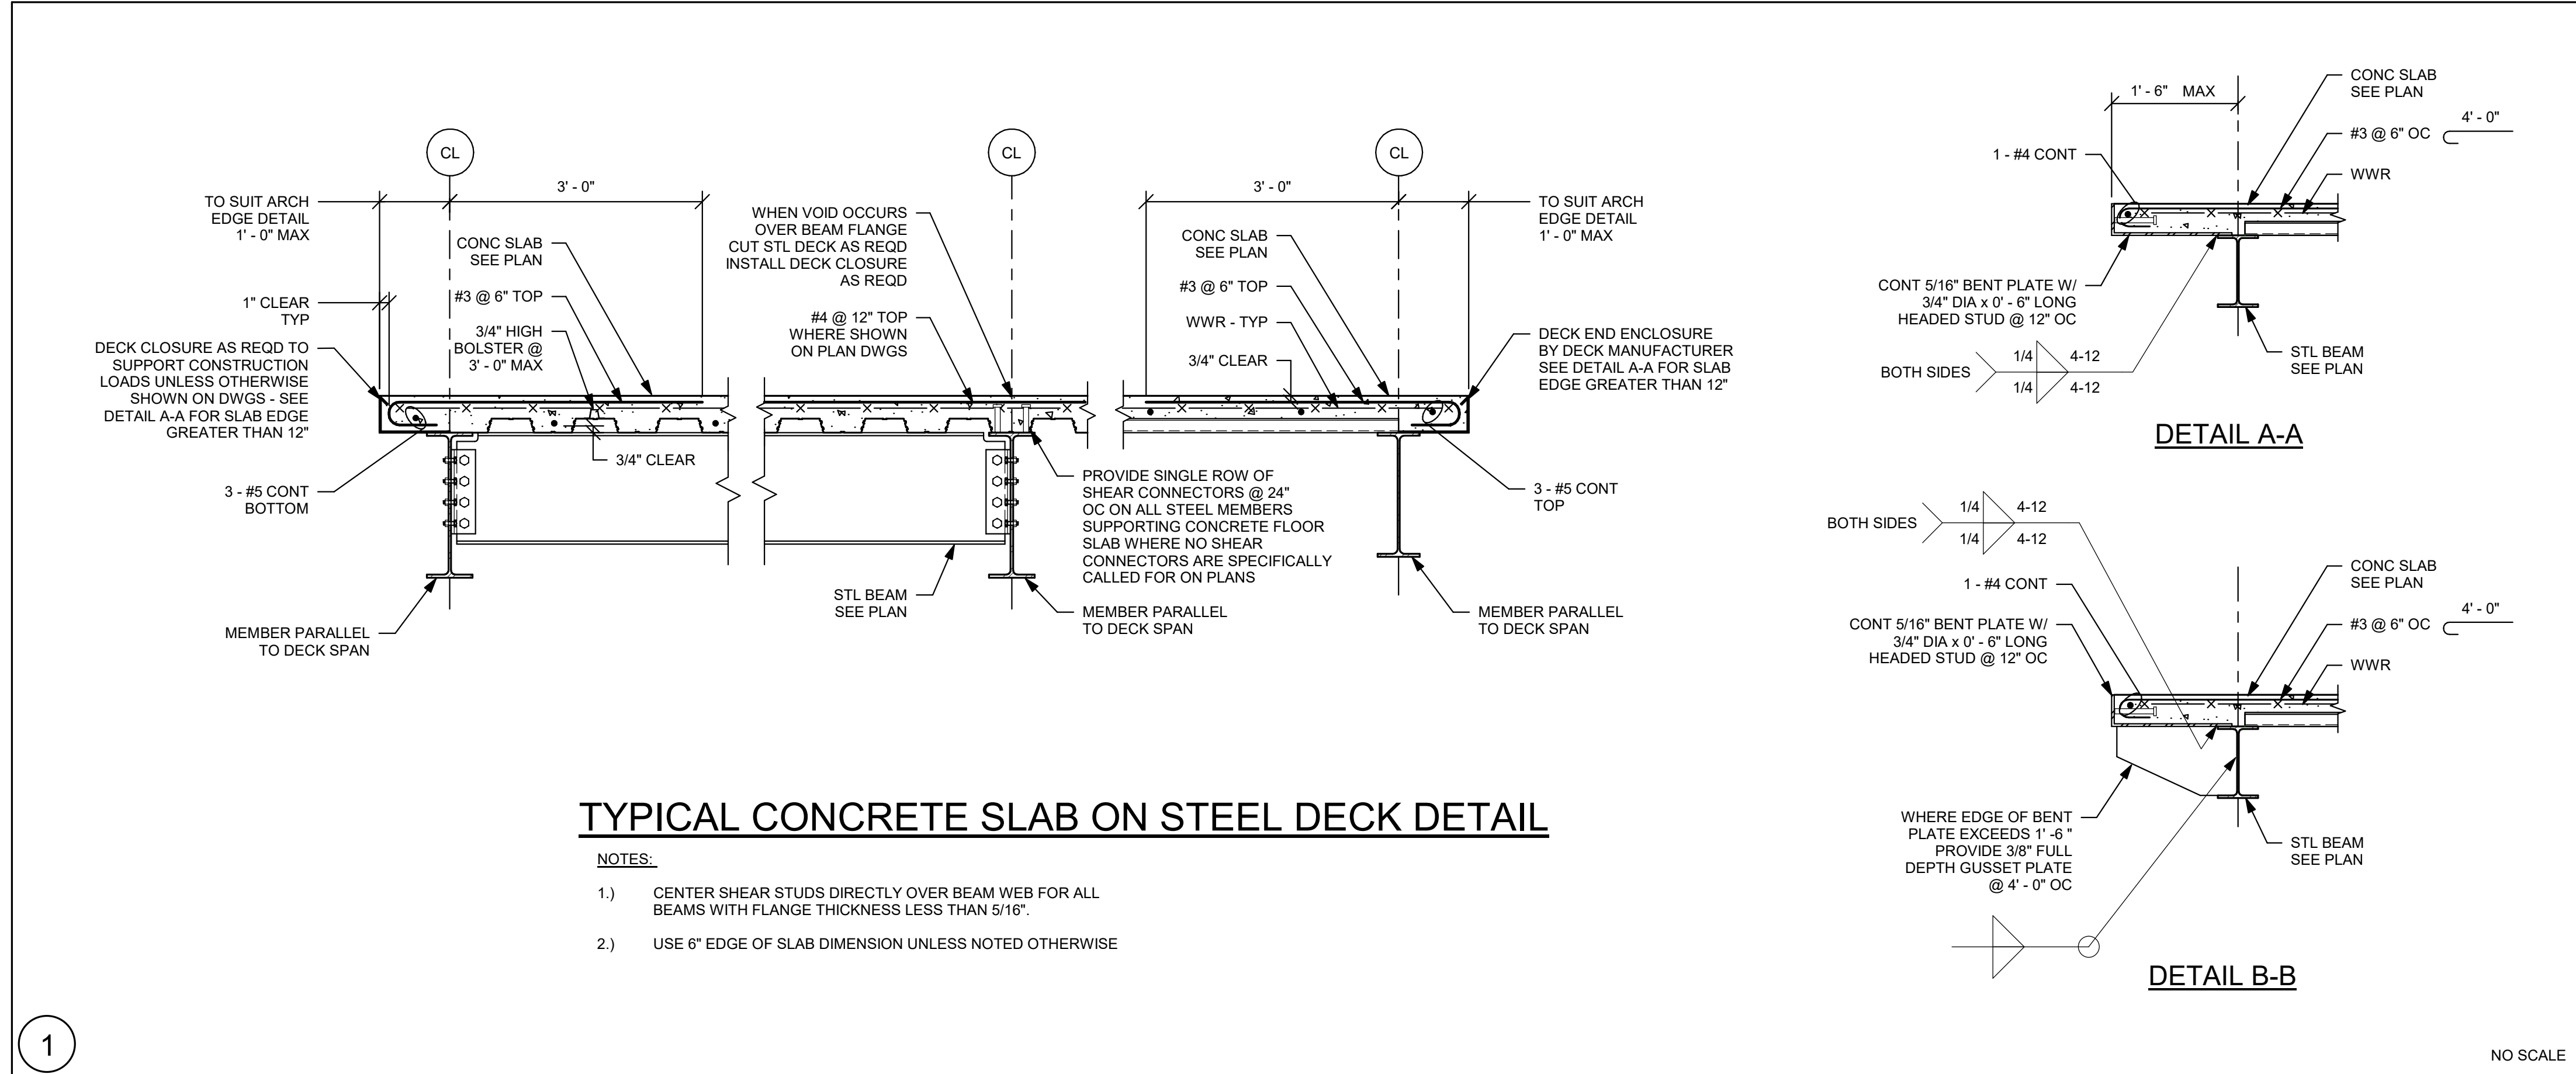 CL
3' - 0"
TO SUIT ARCH
EDGE DETAIL
1' - 0" MAX
CONC SLAB
SEE PLAN
1" CLEAR
TYP
#3 @ 6" TOP
3/4" HIGH
BOLSTER @
3' - 0" MAX
DECK CLOSURE AS REQD TO
SUPPORT CONSTRUCTION
LOADS UNLESS OTHERWISE
SHOWN ON DWGS - SEE
DETAIL A-A FOR SLAB EDGE
GREATER THAN 12"
3/4" CLEAR
3 - #5 CONT
BOTTOM
MEMBER PARALLEL
TO DECK SPAN
CL
WHEN VOID OCCURS
OVER BEAM FLANGE
CUT STL DECK AS REQD
INSTALL DECK CLOSURE
AS REQD
#4 @ 12" TOP
WHERE SHOWN
ON PLAN DWGS
PROVIDE SINGLE ROW OF
SHEAR CONNECTORS @ 24"
OC ON ALL STEEL MEMBERS
SUPPORTING CONCRETE FLOOR
SLAB WHERE NO SHEAR
CONNECTORS ARE SPECIFICALLY
CALLED FOR ON PLANS
STL BEAM
SEE PLAN
MEMBER PARALLEL
TO DECK SPAN
CL
3' - 0"
TO SUIT ARCH
EDGE DETAIL
1' - 0" MAX
CONC SLAB
SEE PLAN
#3 @ 6" TOP
WWR - TYP
3/4" CLEAR
DECK END ENCLOSURE
BY DECK MANUFACTURER
SEE DETAIL A-A FOR SLAB
EDGE GREATER THAN 12"
3 - #5 CONT
TOP
MEMBER PARALLEL
TO DECK SPAN
TYPICAL CONCRETE SLAB ON STEEL DECK DETAIL
NOTES:
1.) CENTER SHEAR STUDS DIRECTLY OVER BEAM WEB FOR ALL
BEAMS WITH FLANGE THICKNESS LESS THAN 5/16".
2.) USE 6" EDGE OF SLAB DIMENSION UNLESS NOTED OTHERWISE
1' - 6" MAX
CONC SLAB
SEE PLAN
4' - 0"
#3 @ 6" OC
1 - #4 CONT
WWR
CONT 5/16" BENT PLATE W/
3/4" DIA x 0' - 6" LONG
HEADED STUD @ 12" OC
BOTH SIDES
1/4 4-12
1/4 4-12
STL BEAM
SEE PLAN
DETAIL A-A
BOTH SIDES
1/4 4-12
1/4 4-12
CONC SLAB
SEE PLAN
1 - #4 CONT
4' - 0"
#3 @ 6" OC
CONT 5/16" BENT PLATE W/
3/4" DIA x 0' - 6" LONG
HEADED STUD @ 12" OC
WWR
WHERE EDGE OF BENT
PLATE EXCEEDS 1' -6 "
PROVIDE 3/8" FULL
DEPTH GUSSET PLATE
@ 4' - 0" OC
STL BEAM
SEE PLAN
DETAIL B-B
1
NO SCALE